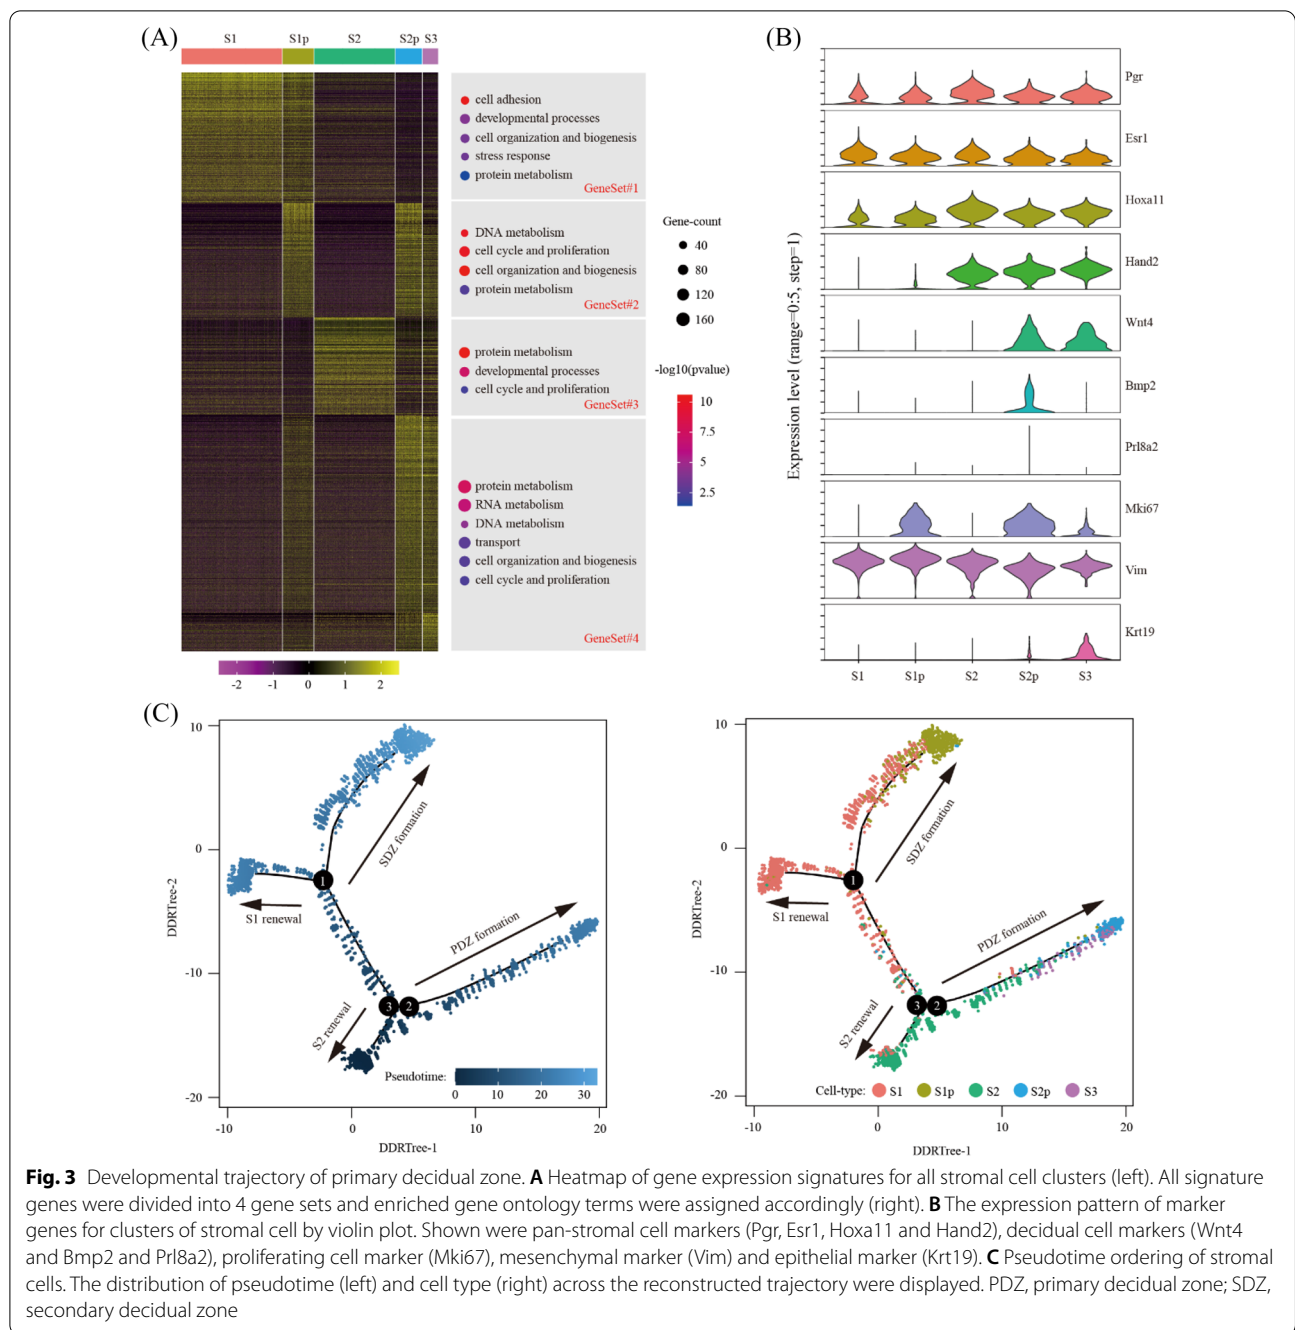 (A)
S1 S1p S2 S2p S3
cell adhesion
developmental processes
cell organization and biogenesis
stress response
protein metabolism
GeneSet#1
DNA metabolism
cell cycle and proliferation
cell organization and biogenesis
protein metabolism
GeneSet#2
protein metabolism
developmental processes
cell cycle and proliferation
GeneSet#3
protein metabolism
RNA metabolism
DNA metabolism
transport
cell organization and biogenesis
cell cycle and proliferation
GeneSet#4
-2 -1 0 1 2
Gene-count
40
80
120
160
-log10(pvalue)
10
7.5
5
2.5
(B)
Expression level (range=0:5, step=1)
Pgr
Esr1
Hoxa11
Hand2
Wnt4
Bmp2
Prl8a2
Mki67
Vim
Krt19
S1 S1p S2 S2p S3
(C)
10
0
-10
-20
DDRTree-2
SDZ formation
1
S1 renewal
PDZ formation
3 2
S2 renewal
Pseudotime:
0 10 20 30
-10 0 10 20
DDRTree-1
10
0
-10
-20
DDRTree-2
SDZ formation
1
S1 renewal
PDZ formation
3 2
S2 renewal
Cell-type: S1 S1p S2 S2p S3
-10 0 10 20
DDRTree-1
Fig. 3 Developmental trajectory of primary decidual zone. A Heatmap of gene expression signatures for all stromal cell clusters (left). All signature
genes were divided into 4 gene sets and enriched gene ontology terms were assigned accordingly (right). B The expression pattern of marker
genes for clusters of stromal cell by violin plot. Shown were pan-stromal cell markers (Pgr, Esr1, Hoxa11 and Hand2), decidual cell markers (Wnt4
and Bmp2 and Prl8a2), proliferating cell marker (Mki67), mesenchymal marker (Vim) and epithelial marker (Krt19). C Pseudotime ordering of stromal
cells. The distribution of pseudotime (left) and cell type (right) across the reconstructed trajectory were displayed. PDZ, primary decidual zone; SDZ,
secondary decidual zone